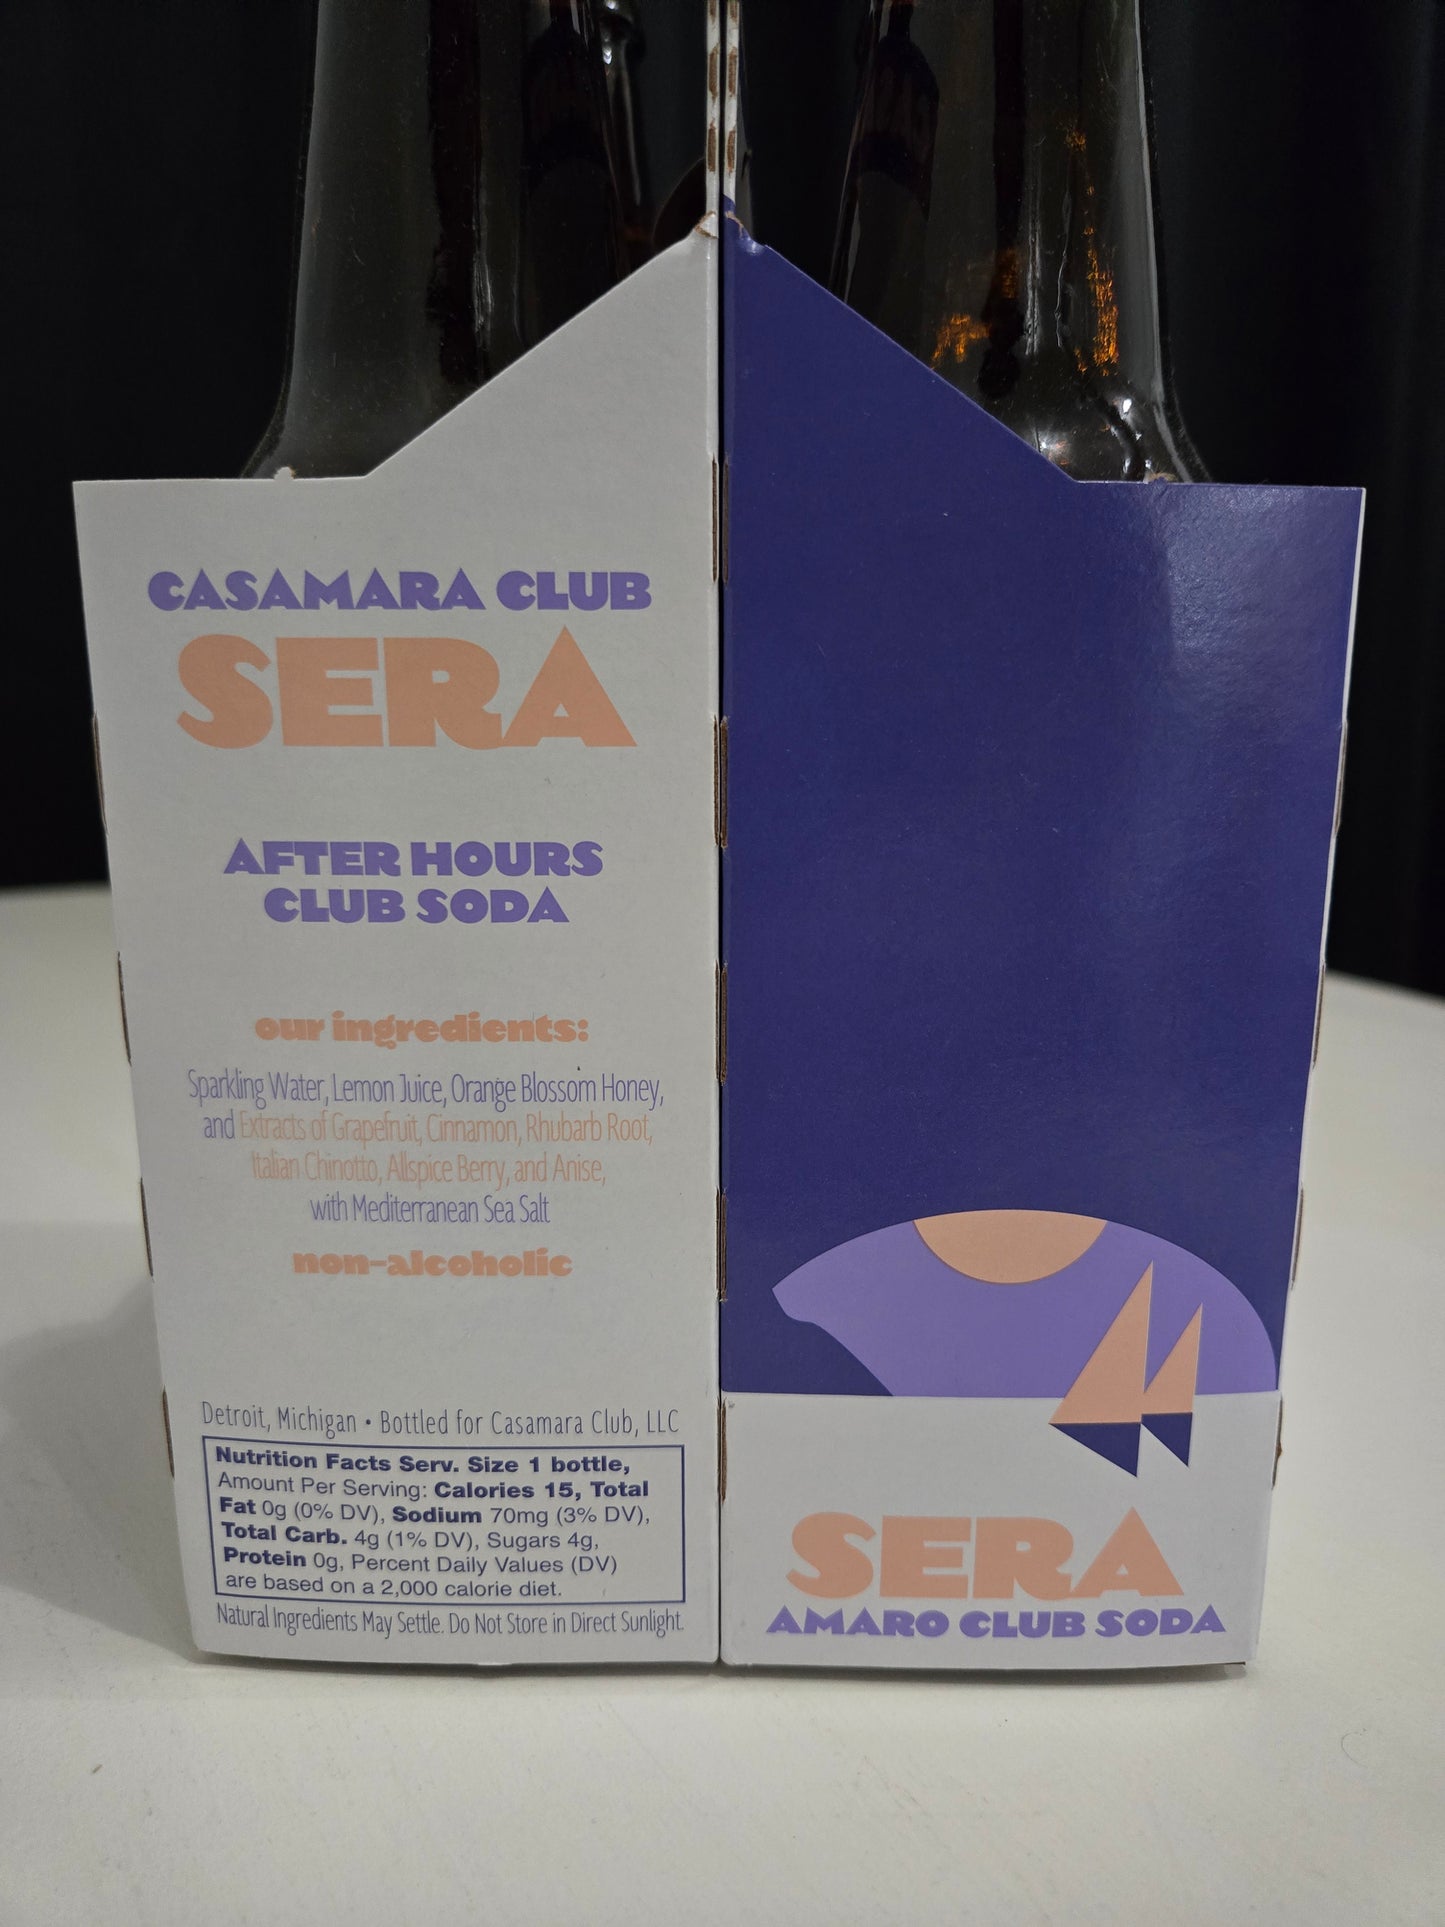 CASAMARA CLUB
SERA
AFTER HOURS
CLUB SODA
our ingredients:
Sparkling Water, Lemon Juice, Orange Blossom Honey,
and Extracts of Grapefruit, Cinnamon, Rhubarb Root,
Italian Chinotto, Allspice Berry, and Anise,
with Mediterranean Sea Salt
non-alcoholic
Detroit, Michigan • Bottled for Casamara Club, LLC
Nutrition Facts Serv. Size 1 bottle,
Amount Per Serving: Calories 15, Total
Fat 0g (0% DV), Sodium 70mg (3% DV),
Total Carb. 4g (1% DV), Sugars 4g,
Protein 0g, Percent Daily Values (DV)
are based on a 2,000 calorie diet.
Natural Ingredients May Settle. Do Not Store in Direct Sunlight.
SERA
AMARO CLUB SODA